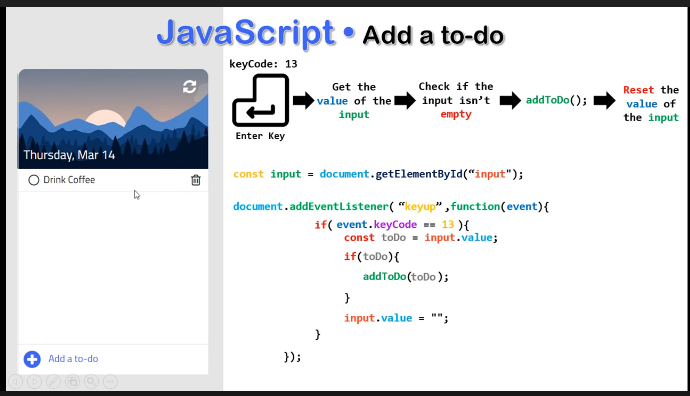 JavaScript • Add a to-do
keyCode: 13
Enter Key
Get the
value of the
input
Check if the
input isn't
empty
addToDo();
Reset the
value of
the input
Thursday, Mar 14
Drink Coffee
Add a to-do
const input = document.getElementById(“input");
document.addEventListener( “keyup” ,function(event){
if( event.keyCode == 13 ){
const toDo = input.value;
if(toDo){
addToDo(toDo );
}
input.value = "";
}
});